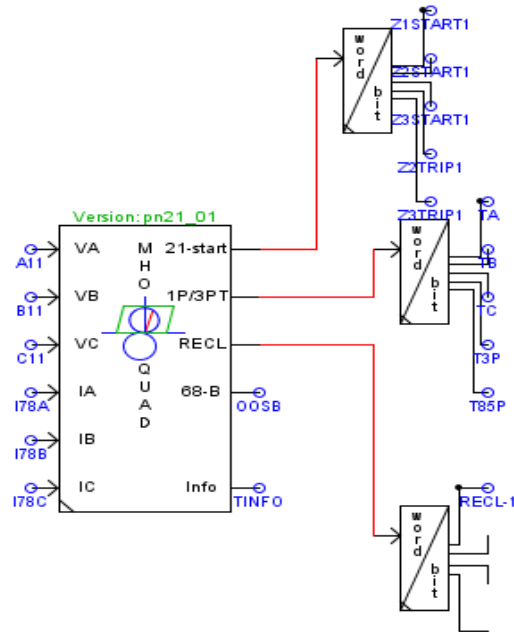 Z1START1
word
bit
Z2START1
Z3START1
Z2TRIP1
Z3TRIP1
Version:pn21_01
A11
VA
MHO
21-start
B11
VB
1P/3PT
C11
VC
RECL
I78A
IA
QUAD
68-B
OOSB
I78B
IB
I78C
IC
Info
TINFO
TA
word
bit
TB
TC
T3P
T85P
RECL-1
word
bit